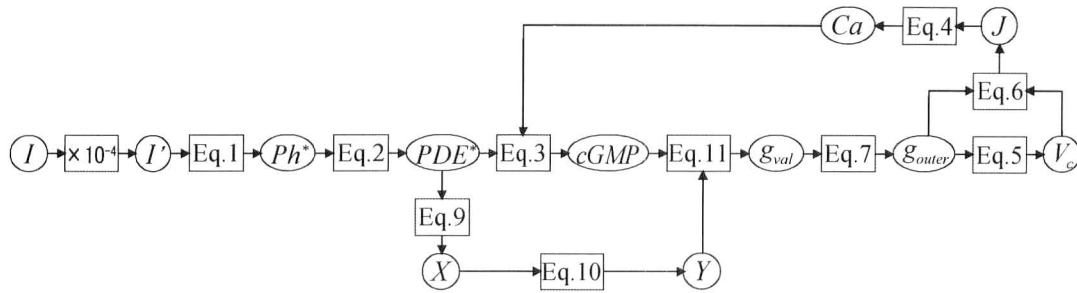 Ca Eq.4 J
Eq.6
I × 10⁻⁴ I' Eq.1 Ph* Eq.2 PDE* Eq.3 cGMP Eq.11 g_val Eq.7 g_outer Eq.5 V_c
Eq.9
X Eq.10 Y